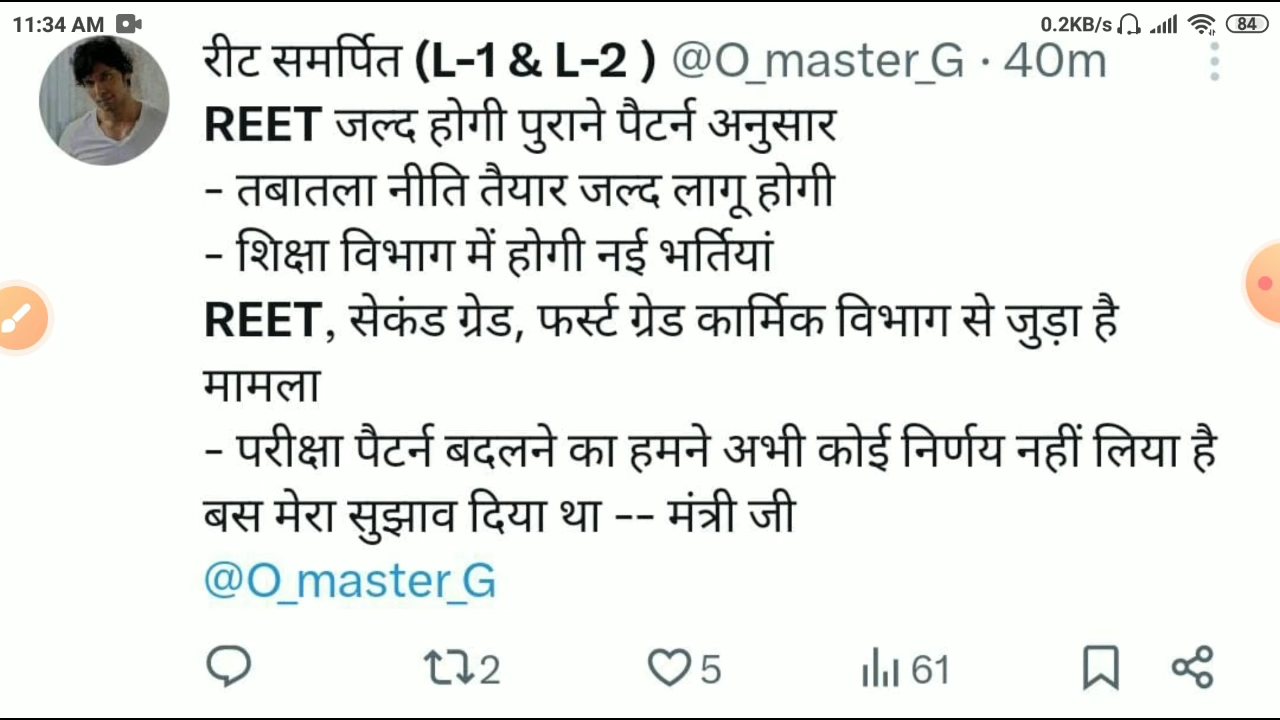 11:34 AM 0.2KB/s 84
रीट समर्पित (L-1 & L-2 ) @O_master_G · 40m
REET जल्द होगी पुराने पैटर्न अनुसार
- तबातला नीति तैयार जल्द लागू होगी
- शिक्षा विभाग में होगी नई भर्तियां
REET, सेकंड ग्रेड, फर्स्ट ग्रेड कार्मिक विभाग से जुड़ा है
मामला
- परीक्षा पैटर्न बदलने का हमने अभी कोई निर्णय नहीं लिया है
बस मेरा सुझाव दिया था -- मंत्री जी
@O_master_G
2 5 61